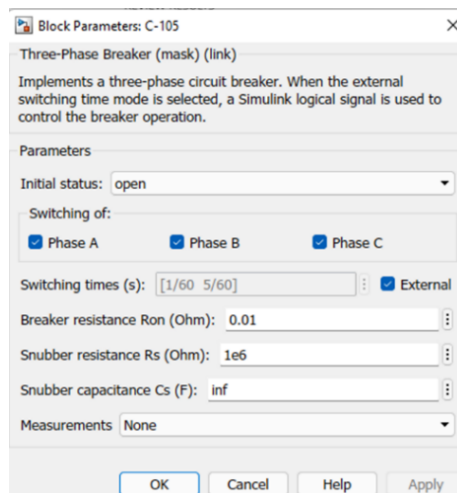 Block Parameters: C-105
Three-Phase Breaker (mask) (link)
Implements a three-phase circuit breaker. When the external
switching time mode is selected, a Simulink logical signal is used to
control the breaker operation.
Parameters
Initial status: open
Switching of:
Phase A Phase B Phase C
Switching times (s): [1/60 5/60] External
Breaker resistance Ron (Ohm): 0.01
Snubber resistance Rs (Ohm): 1e6
Snubber capacitance Cs (F): inf
Measurements None
OK Cancel Help Apply